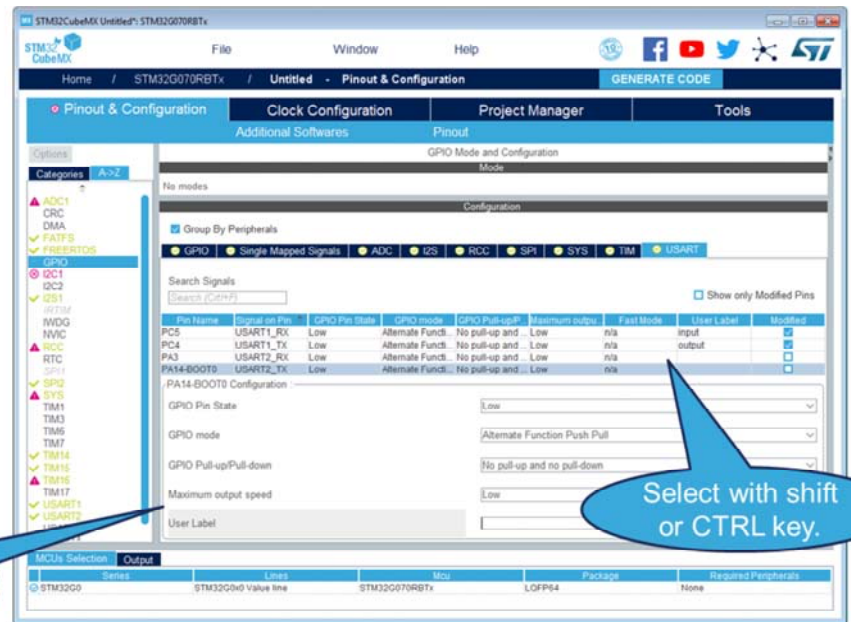 STM32CubeMX Untitled*: STM32G070RBTx
STM32 CubeMX
File Window Help
Home / STM32G070RBTx / Untitled - Pinout & Configuration GENERATE CODE
Pinout & Configuration Clock Configuration Project Manager Tools
Additional Softwares Pinout
Options
Categories A->Z
ADC1
CRC
DMA
FATFS
FREERTOS
GPIO
I2C1
I2C2
I2S1
IRTIM
IWDG
NVIC
RCC
RTC
SPI1
SPI2
SYS
TIM1
TIM3
TIM6
TIM7
TIM14
TIM15
TIM16
TIM17
USART1
USART2
GPIO Mode and Configuration
Mode
No modes
Configuration
Group By Peripherals
GPIO Single Mapped Signals ADC I2S RCC SPI SYS TIM USART
Search Signals
Search (Ctrl+F) Show only Modified Pins
Pin Name Signal on Pin GPIO Pin State GPIO mode GPIO Pull-up/P... Maximum outpu... Fast Mode User Label Modified
PC5 USART1_RX Low Alternate Functi... No pull-up and ... Low n/a input
PC4 USART1_TX Low Alternate Functi... No pull-up and ... Low n/a output
PA3 USART2_RX Low Alternate Functi... No pull-up and ... Low n/a
PA14-BOOT0 USART2_TX Low Alternate Functi... No pull-up and ... Low n/a
PA14-BOOT0 Configuration :
GPIO Pin State Low
GPIO mode Alternate Function Push Pull
GPIO Pull-up/Pull-down No pull-up and no pull-down
Maximum output speed Low
User Label
Select with shift
or CTRL key.
MCUs Selection Output
Series Lines Mcu Package Required Peripherals
STM32G0 STM32G0x0 Value line STM32G070RBTx LQFP64 None